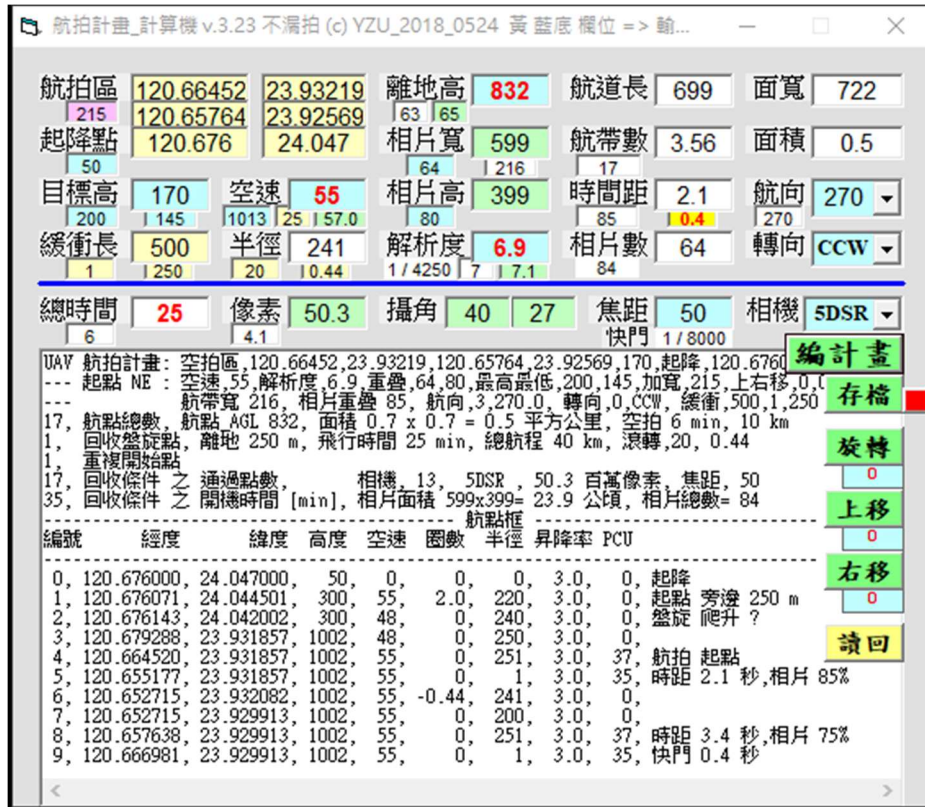 航拍計畫_計算機 v.3.23 不漏拍 (c) YZU_2018_0524 黃 藍底 欄位 => 輸...
航拍區 120.66452 23.93219 離地高 832 航道長 699 面寬 722
215 120.65764 23.92569 63 65
起降點 120.676 24.047 相片寬 599 航帶數 3.56 面積 0.5
50 64 216 17
目標高 170 空速 55 相片高 399 時間距 2.1 航向 270
200 145 1013 25 57.0 80 85 0.4 270
緩衝長 500 半徑 241 解析度 6.9 相片數 64 轉向 CCW
1 250 20 0.44 1 / 4250 7 7.1 84
總時間 25 像素 50.3 攝角 40 27 焦距 50 相機 5DSR
6 4.1 快門 1 / 8000
編計畫
UAV 航拍計畫: 空拍區,120.66452,23.93219,120.65764,23.92569,170,起降,120.6760
--- 起點 NE : 空速,55,解析度,6.9,重疊,64,80,最高最低,200,145,加寬,215,上右移,0,0
存檔
--- 航帶寬 216, 相片重疊 85, 航向,3,270.0, 轉向,0,CCW, 緩衝,500,1,250
17, 航點總數, 航點 AGL 832, 面積 0.7 x 0.7 = 0.5 平方公里, 空拍 6 min, 10 km
1, 回收盤旋點, 離地 250 m, 飛行時間 25 min, 總航程 40 km, 滾轉,20, 0.44
旋轉
0
1, 重複開始點
17, 回收條件 之 通過點數, 相機, 13, 5DSR , 50.3 百萬像素, 焦距, 50
35, 回收條件 之 開機時間 [min], 相片面積 599x399= 23.9 公頃, 相片總數= 84
上移
0
------ 航點框 ------
編號 經度 緯度 高度 空速 圈數 半徑 昇降率 PCU
右移
0
0, 120.676000, 24.047000, 50, 0, 0, 0, 3.0, 0, 起降
1, 120.676071, 24.044501, 300, 55, 2.0, 220, 3.0, 0, 起點 旁邊 250 m
2, 120.676143, 24.042002, 300, 48, 0, 240, 3.0, 0, 盤旋 爬升 ?
3, 120.679288, 23.931857, 1002, 48, 0, 250, 3.0, 0,
讀回
4, 120.664520, 23.931857, 1002, 55, 0, 251, 3.0, 37, 航拍 起點
5, 120.655177, 23.931857, 1002, 55, 0, 1, 3.0, 35, 時距 2.1 秒,相片 85%
6, 120.652715, 23.932082, 1002, 55, -0.44, 241, 3.0, 0,
7, 120.652715, 23.929913, 1002, 55, 0, 200, 3.0, 0,
8, 120.657638, 23.929913, 1002, 55, 0, 251, 3.0, 37, 時距 3.4 秒,相片 75%
9, 120.666981, 23.929913, 1002, 55, 0, 1, 3.0, 35, 快門 0.4 秒